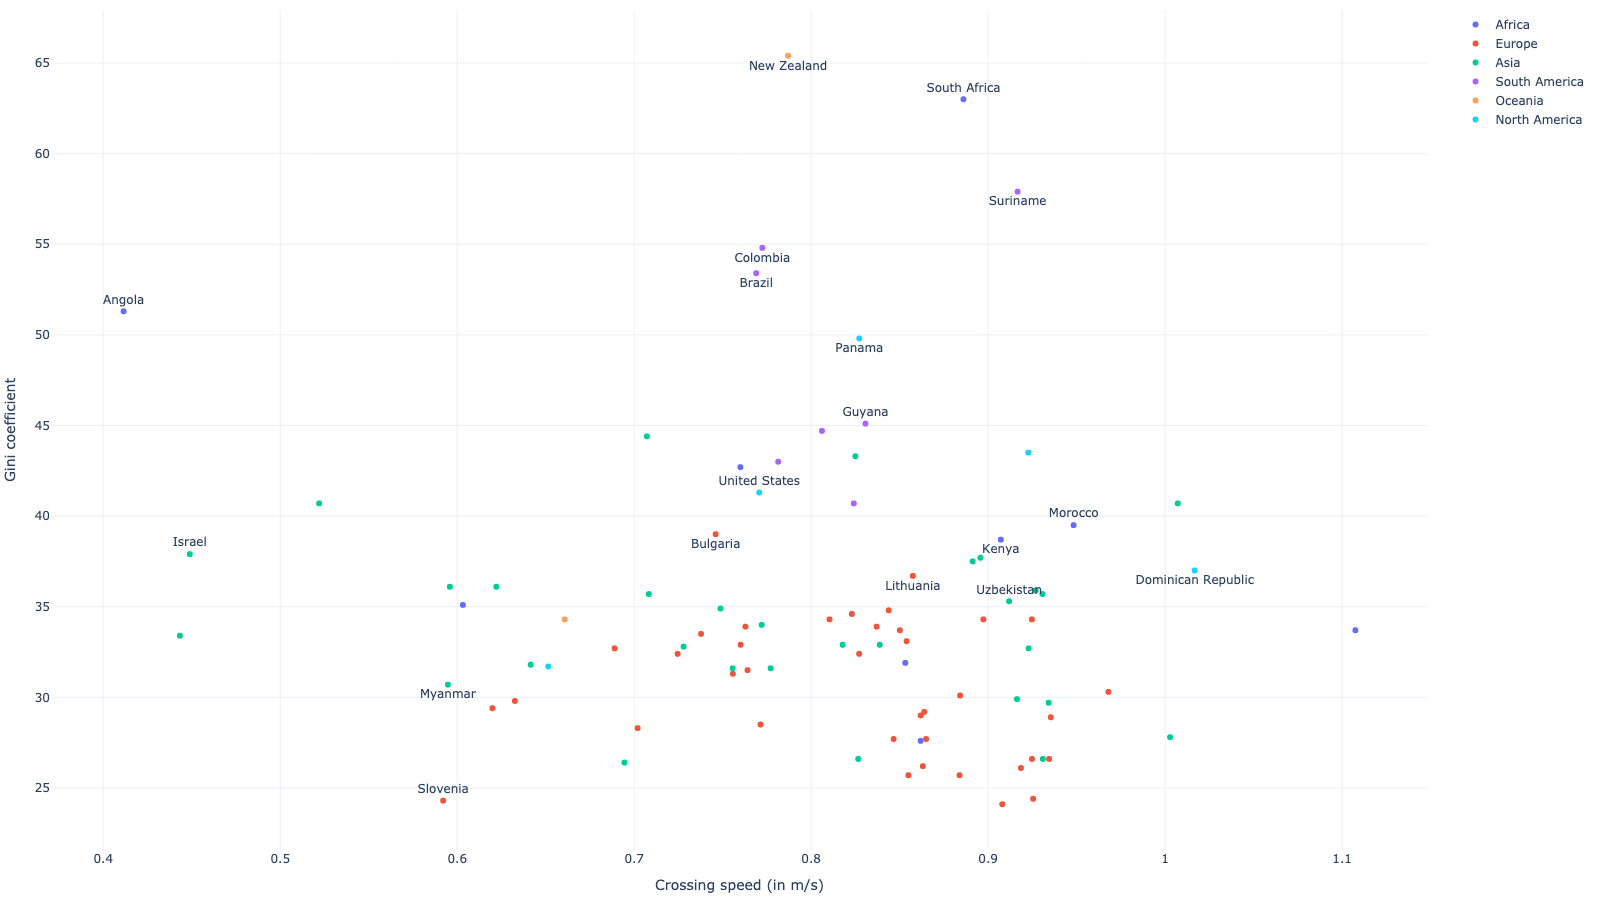 Africa
Europe
Asia
South America
Oceania
North America
65
New Zealand
South Africa
60
Suriname
55
Colombia
Brazil
Angola
50
Panama
Gini coefficient
45
Guyana
United States
40
Morocco
Israel
Bulgaria
Kenya
Dominican Republic
Lithuania
Uzbekistan
35
30
Myanmar
25
Slovenia
0.4
0.5
0.6
0.7
0.8
0.9
1
1.1
Crossing speed (in m/s)